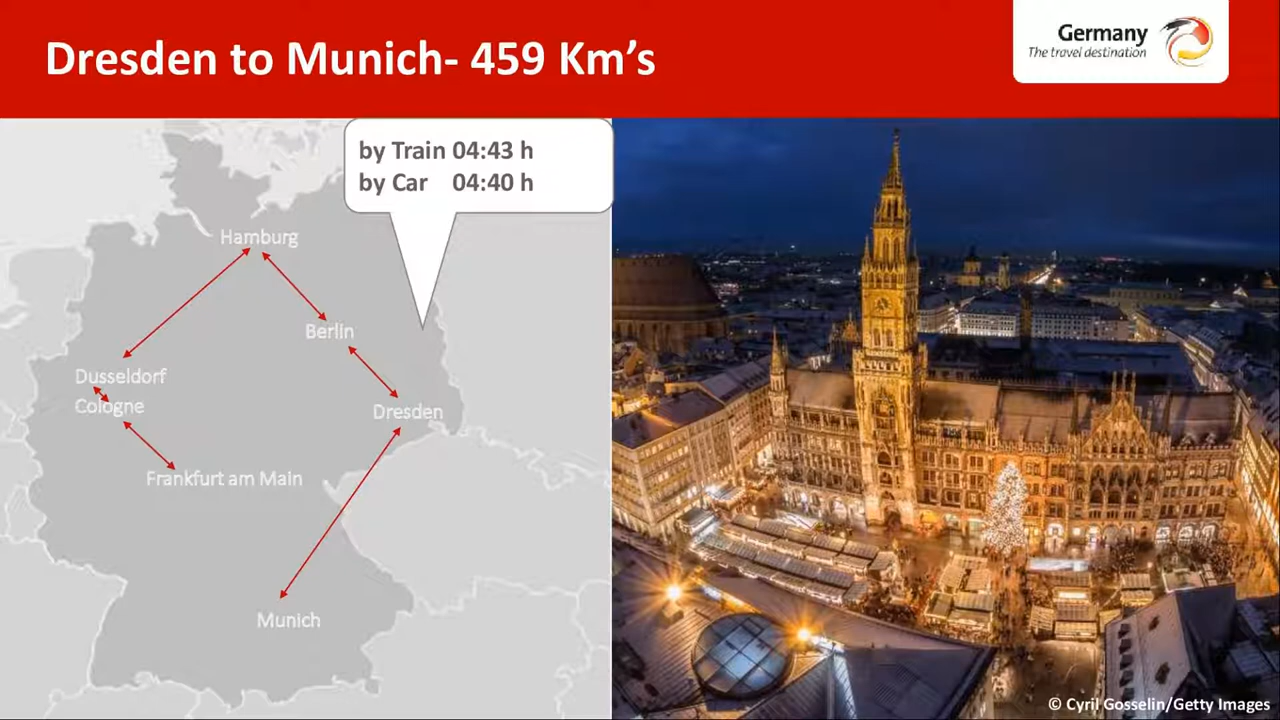 Dresden to Munich- 459 Km’s
Germany
The travel destination
by Train 04:43 h
by Car 04:40 h
Hamburg
Berlin
Dusseldorf
Cologne
Dresden
Frankfurt am Main
Munich
© Cyril Gosselin/Getty Images